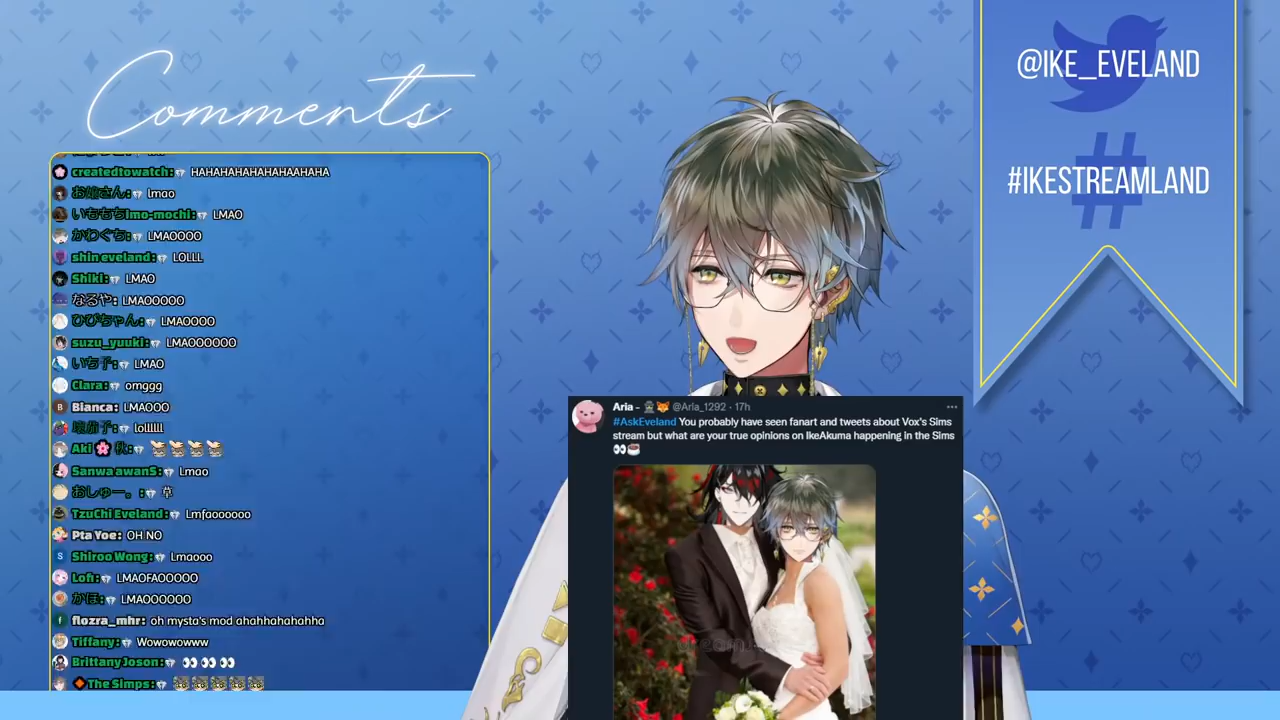 Comments
@IKE_EVELAND
#IKESTREAMLAND
createdtowatch: HAHAHAHAHAHAHAAHAHA
お嬢さん: lmao
いももちImo-mochi: LMAO
かわぐち: LMAOOOO
shin eveland: LOLLL
Shiki: LMAO
なるや: LMAOOOOO
ひぴちゃん: LMAOOOO
suzu_yuuki: LMAOOOOOO
いち子: LMAO
Clara: omggg
Bianca: LMAOOO
lolllllll
Aki
Sanwa'awanS: Lmao
おしゅー。: 草
TzuChi Eveland: Lmfaoooooo
Pta Yoe: OH NO
Shiroo Wong: Lmaooo
Loft: LMAOFAOOOOO
かほ: LMAOOOOOO
flozra_mhr: oh mysta's mod ahahhahahahha
Tiffany: Wowowowww
Brittany Joson:
The Simps:
Aria - @Aria_1292 · 17h
#AskEveland You probably have seen fanart and tweets about Vox's Sims
stream but what are your true opinions on IkeAkuma happening in the Sims